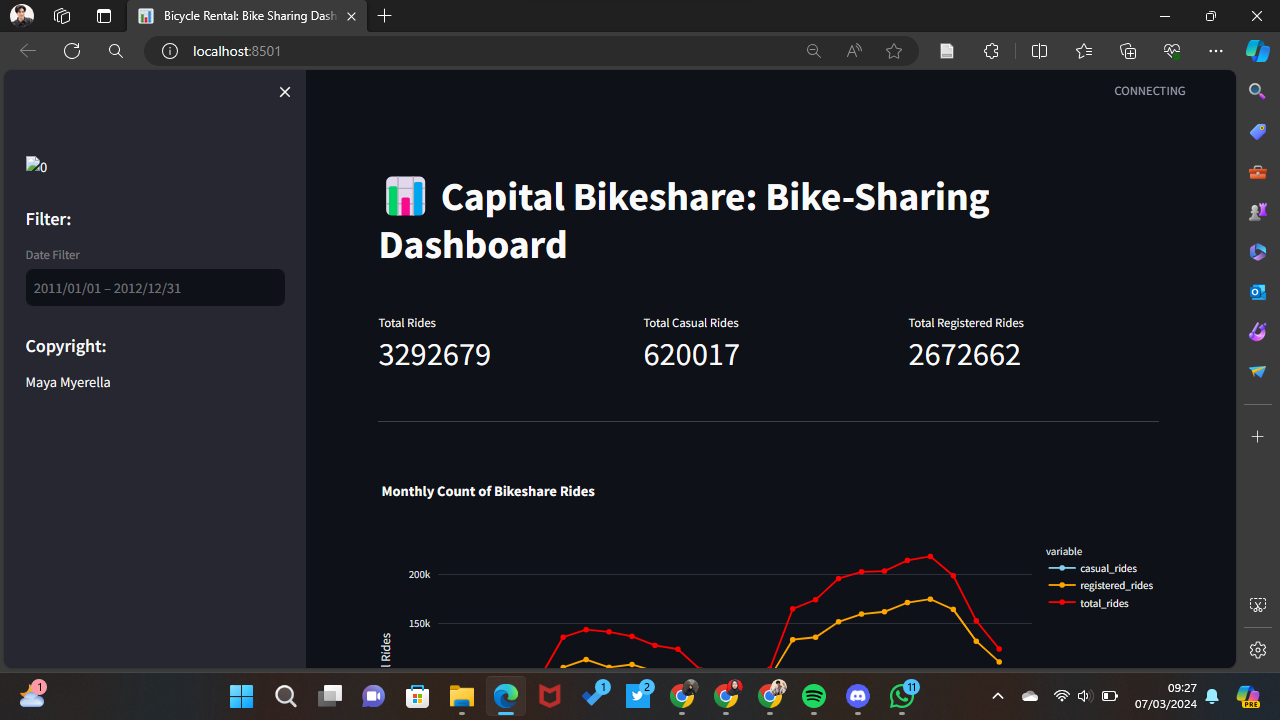 Bicycle Rental: Bike Sharing Dash
localhost:8501
CONNECTING
0
Filter:
Date Filter
2011/01/01 – 2012/12/31
Copyright:
Maya Myerella
Capital Bikeshare: Bike-Sharing
Dashboard
Total Rides
Total Casual Rides
Total Registered Rides
3292679
620017
2672662
Monthly Count of Bikeshare Rides
variable
casual_rides
registered_rides
total_rides
200k
150k
l Rides
1
1
2
11
09:27
07/03/2024
PRE